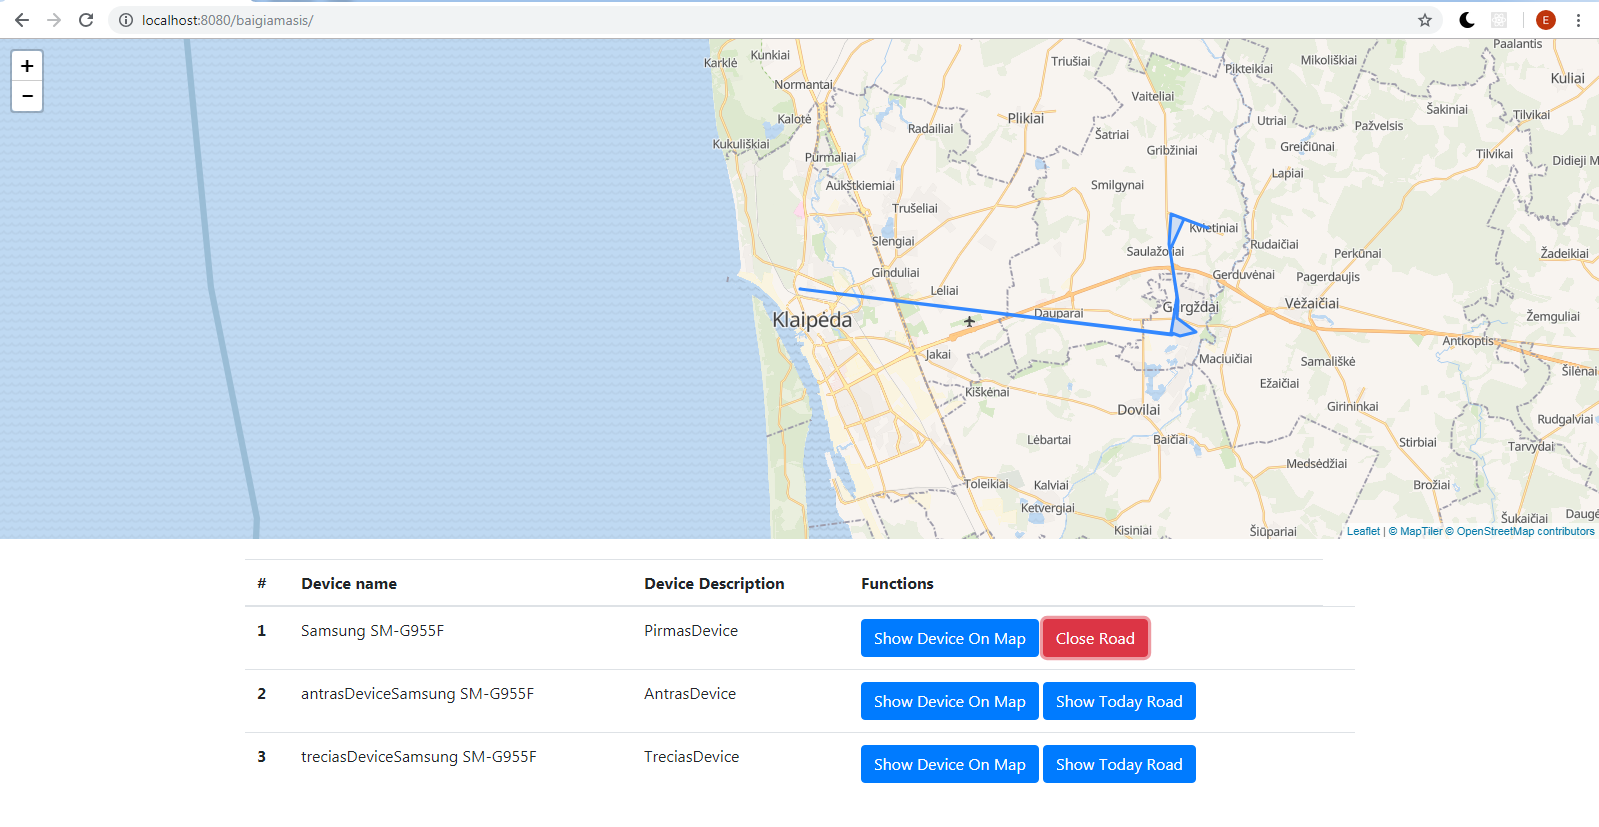 localhost:8080/baigiamasis/
E
+
−
Karklė
Kunkiai
Triušiai
Paalantis
Mikoliškiai
Pikteikiai
Kuliai
Normantai
Vaiteliai
Šakiniai
Tilvikai
Kalotė
Radailiai
Plikiai
Utriai
Pažvelsis
Šatriai
Kukuliškiai
Purmaliai
Gribžiniai
Greičiūnai
Tilvikai
Didieji M
Aukštkiemiai
Smilgynai
Lapiai
Trušeliai
Kvietiniai
Slengiai
Saulažoliai
Rudaičiai
Perkūnai
Žadeikiai
Ginduliai
Gerduvėnai
Pagerdaujis
Leliai
Gargždai
Vėžaičiai
Klaipėda
Dauparai
Žemguliai
Jakai
Maciuičiai
Samališkė
Antkoptis
Kiškėnai
Ežaičiai
Šilėnai
Dovilai
Girininkai
Rudgalviai
Lėbartai
Baičiai
Stirbiai
Tarvydai
Medsėdžiai
Toleikiai
Kalviai
Brožiai
Ketvergiai
Kisiniai
Šiūpariai
Šukaičiai
Daugė
Leaflet | © MapTiler © OpenStreetMap contributors
# Device name Device Description Functions
1 Samsung SM-G955F PirmasDevice Show Device On Map Close Road
2 antrasDeviceSamsung SM-G955F AntrasDevice Show Device On Map Show Today Road
3 treciasDeviceSamsung SM-G955F TreciasDevice Show Device On Map Show Today Road